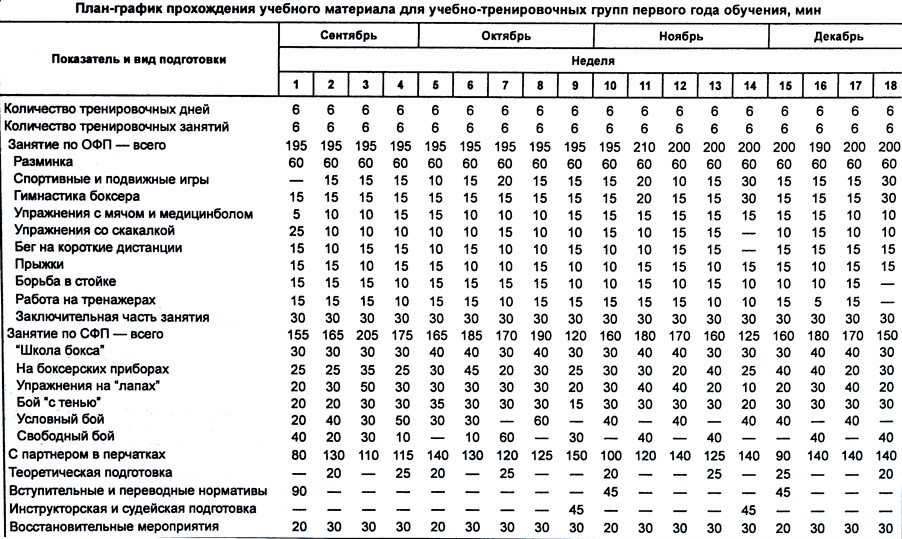 План-график прохождения учебного материала для учебно-тренировочных групп первого года обучения, мин
Показатель и вид подготовки Сентябрь Октябрь Ноябрь Декабрь
Неделя
1 2 3 4 5 6 7 8 9 10 11 12 13 14 15 16 17 18
Количество тренировочных дней 6 6 6 6 6 6 6 6 6 6 6 6 6 6 6 6 6 6
Количество тренировочных занятий 6 6 6 6 6 6 6 6 6 6 6 6 6 6 6 6 6 6
Занятие по ОФП — всего 195 195 195 195 195 195 195 195 195 195 210 200 200 200 200 190 200 200
Разминка 60 60 60 60 60 60 60 60 60 60 60 60 60 60 60 60 60 60
Спортивные и подвижные игры — 15 15 15 10 15 20 15 15 15 20 10 15 30 15 15 15 30
Гимнастика боксера 15 15 15 15 15 15 15 15 15 15 20 15 15 30 15 15 15 30
Упражнения с мячом и медицинболом 5 10 10 15 15 10 10 10 15 15 15 15 15 15 15 15 10 10
Упражнения со скакалкой 25 10 10 10 10 10 10 15 10 10 15 15 15 — 10 15 10 10
Бег на короткие дистанции 15 10 15 15 10 15 10 10 15 10 10 15 15 — 15 15 15 15
Прыжки 15 15 10 15 15 10 10 15 10 10 15 15 10 15 15 10 15 15
Борьба в стойке 15 15 15 10 15 15 15 15 10 10 15 10 15 10 10 10 15 —
Работа на тренажерах 15 15 15 10 15 15 10 15 15 15 15 15 10 10 15 5 15 —
Заключительная часть занятия 30 30 30 30 30 30 30 30 30 30 30 30 30 30 30 30 30 30
Занятие по СФП — всего 155 165 205 175 165 185 170 190 120 160 180 170 160 125 160 180 170 150
"Школа бокса" 30 30 30 30 40 40 30 40 30 30 40 40 30 30 30 40 40 30
На боксерских приборах 25 25 35 25 30 45 20 30 25 30 30 20 40 25 40 40 20 30
Упражнения на "лапах" 20 30 50 30 30 30 30 30 20 30 40 40 20 10 20 30 40 20
Бой "с тенью" 20 20 30 30 35 30 30 30 15 30 30 30 30 20 30 30 30 30
Условный бой 20 40 30 50 30 30 — 60 — 40 — 40 — 40 40 — 40 —
Свободный бой 40 20 30 10 — 10 60 — 30 — 40 — 40 — — 40 — 40
С партнером в перчатках 80 130 110 115 140 130 120 125 150 100 120 140 125 140 90 140 140 140
Теоретическая подготовка — 20 — 25 20 — 25 — — 20 — — 25 — 25 — — 20
Вступительные и переводные нормативы 90 — — — — — — — — 45 — — — — 45 — — —
Инструкторская и судейская подготовка — — — — — — — — 45 — — — — 45 — — — —
Восстановительные мероприятия 20 30 30 30 20 30 30 30 30 20 30 30 30 30 20 30 30 30